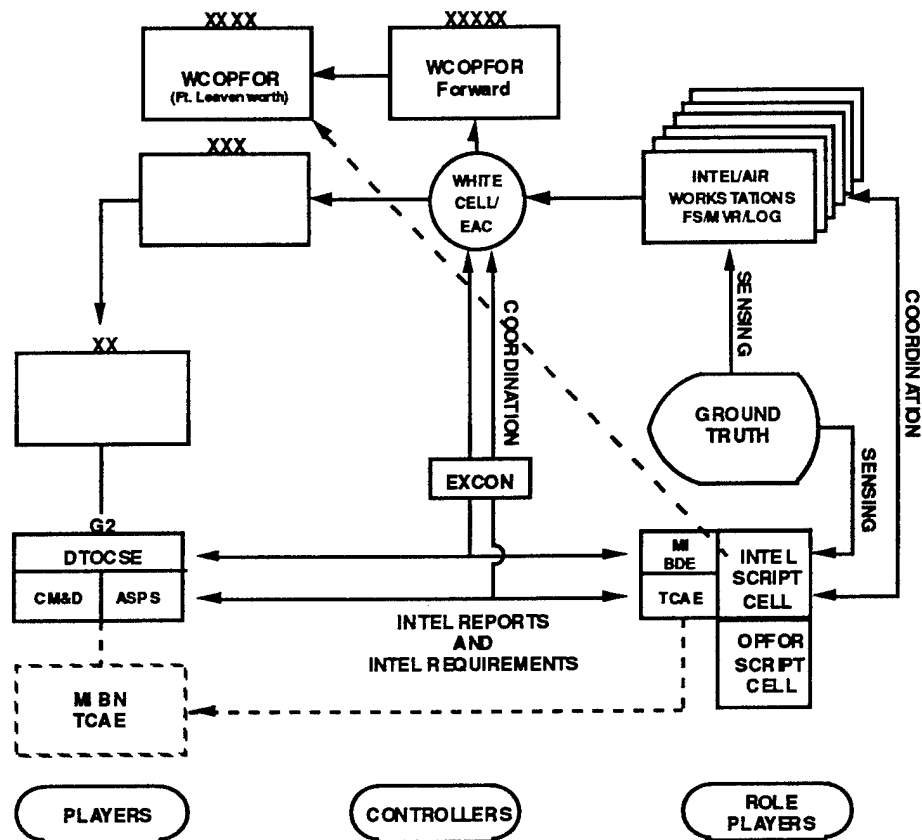 XX XX
XXXXX
WCOPFOR
(Ft. Leavenworth)
WCOPFOR
Forward
XXX
WHITE
CELL/
EAC
INTEL/AIR
WORKSTATIONS
FS/MVR/LOG
SENSING
COORDINATION
COORDINATION
XX
GROUND
TRUTH
SENSING
EXCON
G2
DTOCSE
CM&D
ASPS
MI
BDE
TCAE
INTEL
SCRIPT
CELL
INTEL REPORTS
AND
INTEL REQUIREMENTS
OPFOR
SCRIPT
CELL
MI BN
TCAE
PLAYERS
CONTROLLERS
ROLE
PLAYERS